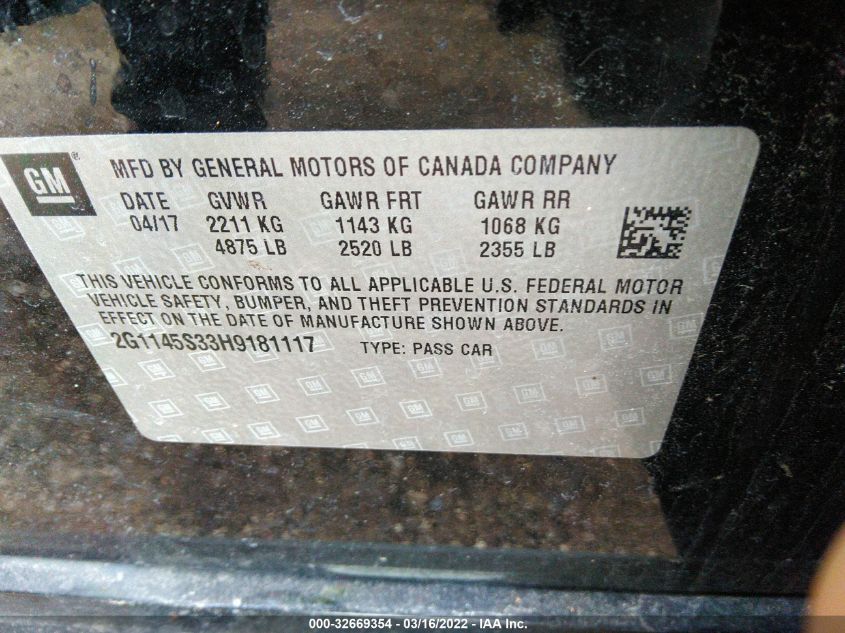 GM®
MFD BY GENERAL MOTORS OF CANADA COMPANY
DATE GVWR GAWR FRT GAWR RR
04/17 2211 KG 1143 KG 1068 KG
4875 LB 2520 LB 2355 LB
THIS VEHICLE CONFORMS TO ALL APPLICABLE U.S. FEDERAL MOTOR
VEHICLE SAFETY, BUMPER, AND THEFT PREVENTION STANDARDS IN
EFFECT ON THE DATE OF MANUFACTURE SHOWN ABOVE.
2G1145S33H9181117 TYPE: PASS CAR
000-32669354 - 03/16/2022 - IAA Inc.